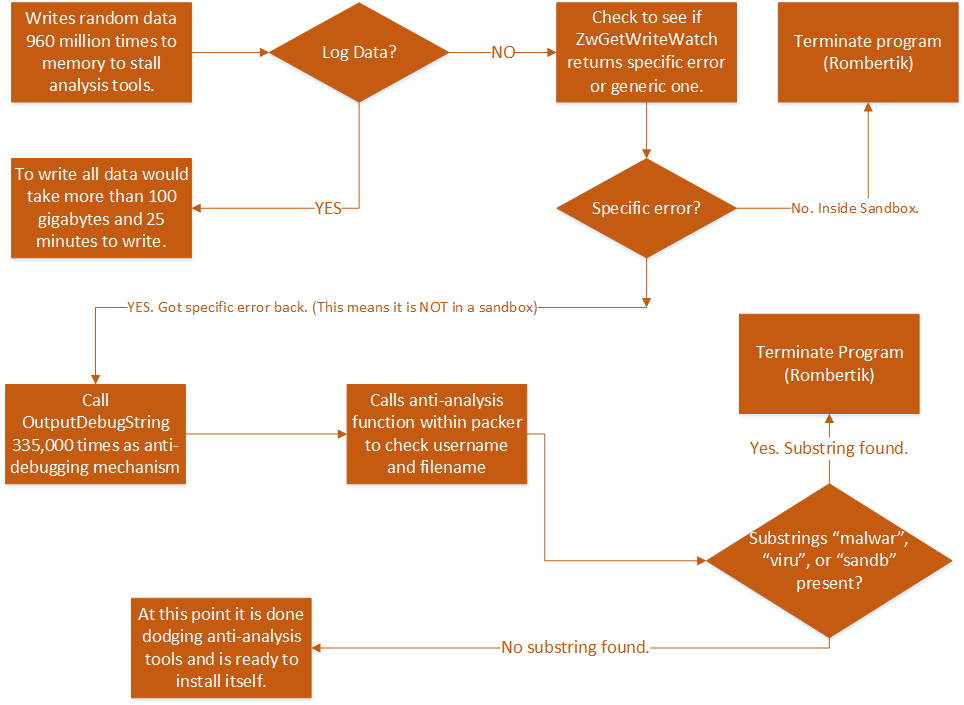 Writes random data
960 million times to
memory to stall
analysis tools.
Log Data?
NO
Check to see if
ZwGetWriteWatch
returns specific error
or generic one.
Terminate program
(Rombertik)
To write all data would
take more than 100
gigabytes and 25
minutes to write.
YES
Specific error?
No. Inside Sandbox.
YES. Got specific error back. (This means it is NOT in a sandbox)
Terminate Program
(Rombertik)
Call
OutputDebugString
335,000 times as anti-
debugging mechanism
Calls anti-analysis
function within packer
to check username
and filename
Yes. Substring found.
Substrings “malwar”,
“viru”, or “sandb”
present?
At this point it is done
dodging anti-analysis
tools and is ready to
install itself.
No substring found.